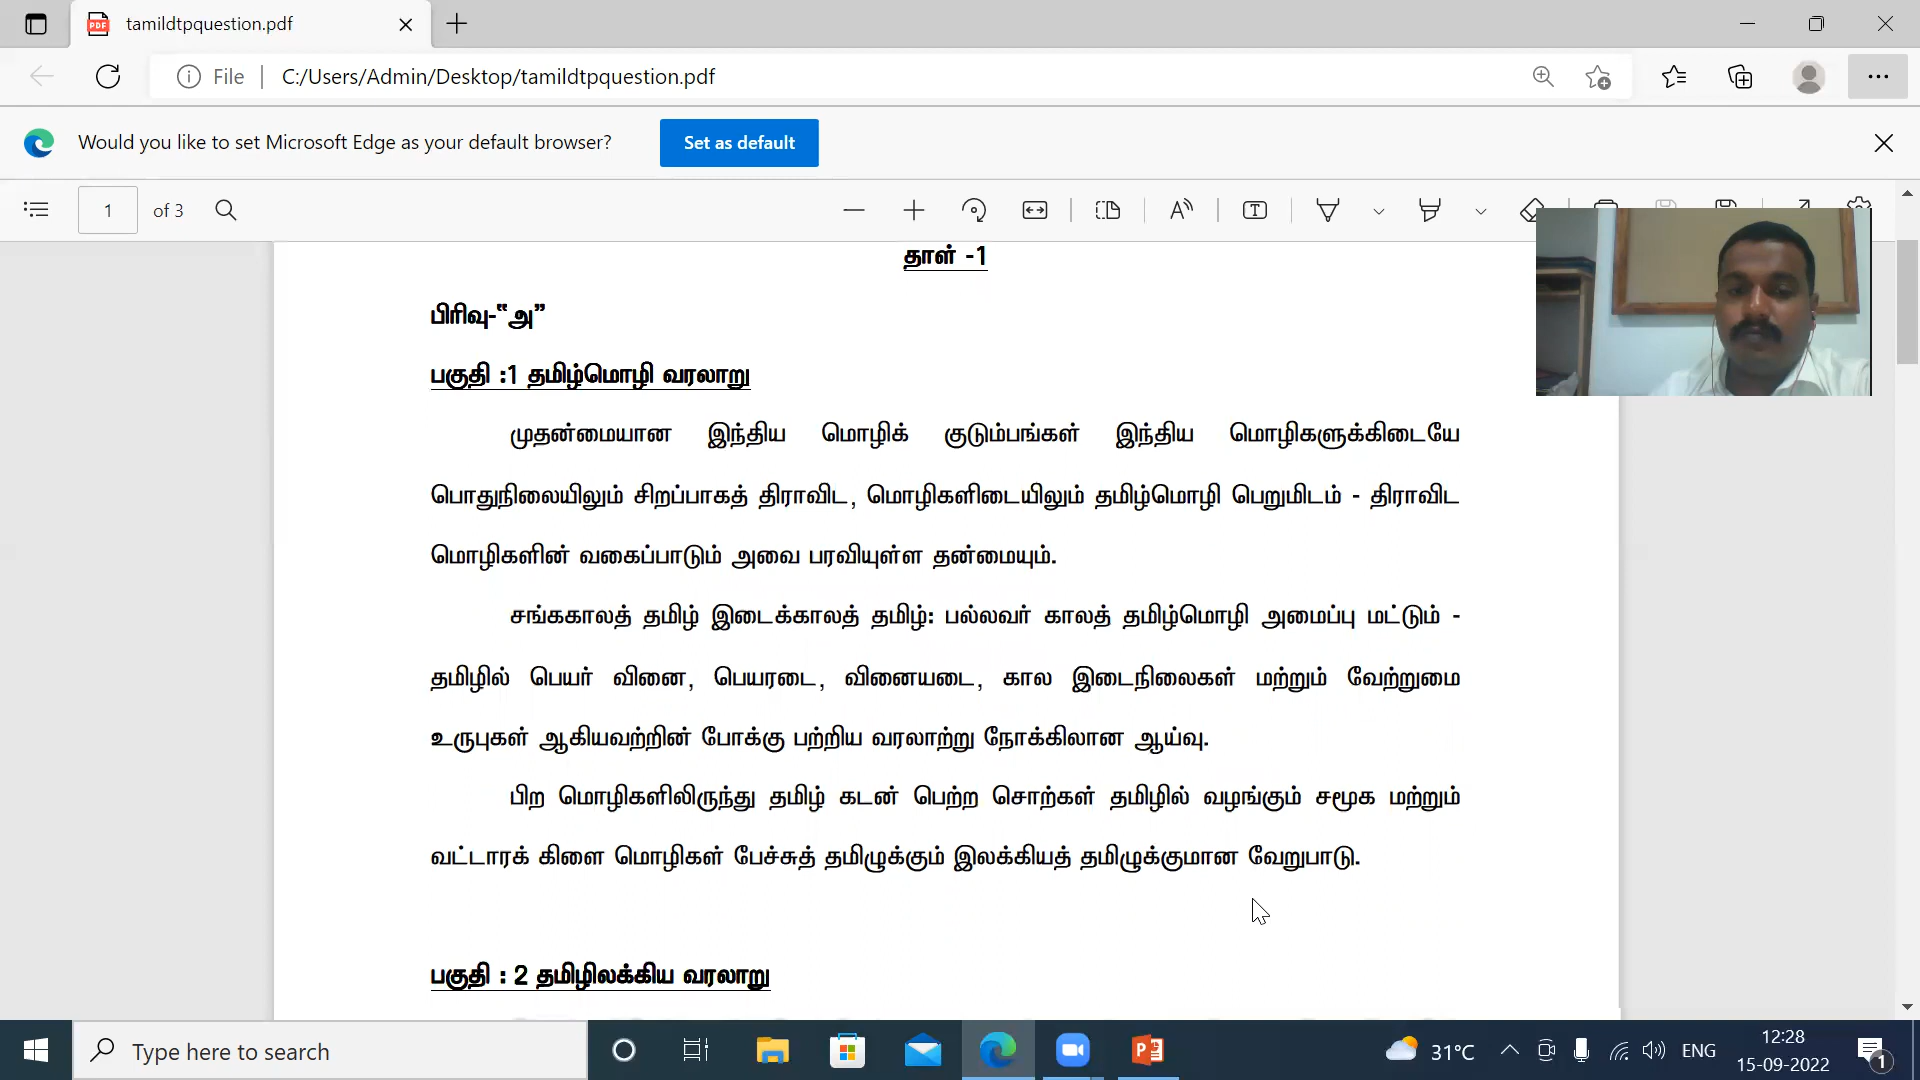 tamildtpquestion.pdf
File
C:/Users/Admin/Desktop/tamildtpquestion.pdf
Would you like to set Microsoft Edge as your default browser?
Set as default
1
of 3
தாள் -1
பிரிவு-“அ”
பகுதி :1 தமிழ்மொழி வரலாறு
முதன்மையான இந்திய மொழிக் குடும்பங்கள் இந்திய மொழிகளுக்கிடையே
பொதுநிலையிலும் சிறப்பாகத் திராவிட, மொழிகளிடையிலும் தமிழ்மொழி பெறுமிடம் - திராவிட
மொழிகளின் வகைப்பாடும் அவை பரவியுள்ள தன்மையும்.
சங்ககாலத் தமிழ் இடைக்காலத் தமிழ்: பல்லவர் காலத் தமிழ்மொழி அமைப்பு மட்டும் -
தமிழில் பெயர் வினை, பெயரடை, வினையடை, கால இடைநிலைகள் மற்றும் வேற்றுமை
உருபுகள் ஆகியவற்றின் போக்கு பற்றிய வரலாற்று நோக்கிலான ஆய்வு.
பிற மொழிகளிலிருந்து தமிழ் கடன் பெற்ற சொற்கள் தமிழில் வழங்கும் சமூக மற்றும்
வட்டாரக் கிளை மொழிகள் பேச்சுத் தமிழுக்கும் இலக்கியத் தமிழுக்குமான வேறுபாடு.
பகுதி : 2 தமிழிலக்கிய வரலாறு
Type here to search
31°C
ENG
12:28
15-09-2022
1